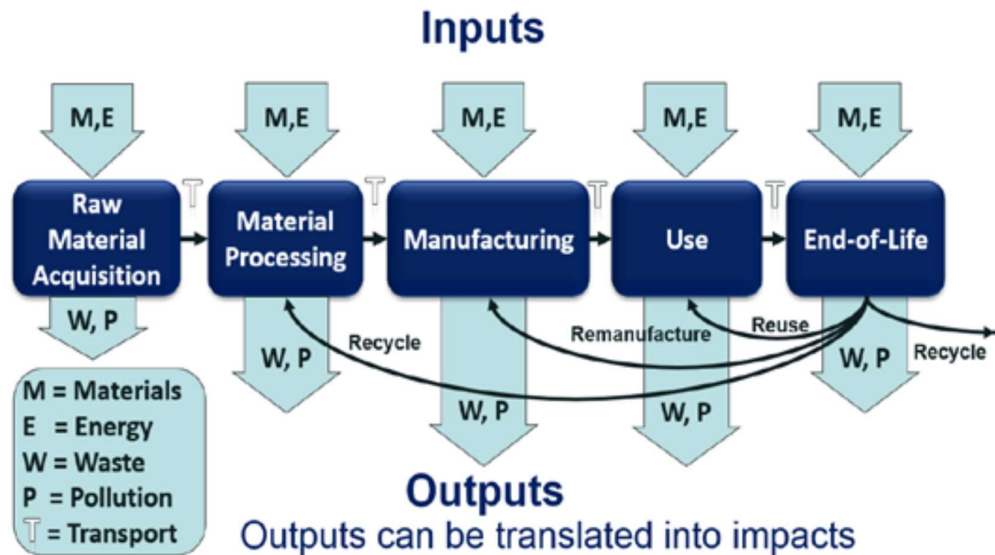 Inputs
M,E
M,E
M,E
M,E
M,E
T
T
T
T
Raw
Material
Acquisition
Material
Processing
Manufacturing
Use
End-of-Life
W, P
W, P
W, P
W, P
W, P
Recycle
Remanufacture
Reuse
Recycle
M = Materials
E = Energy
W = Waste
P = Pollution
T = Transport
Outputs
Outputs can be translated into impacts